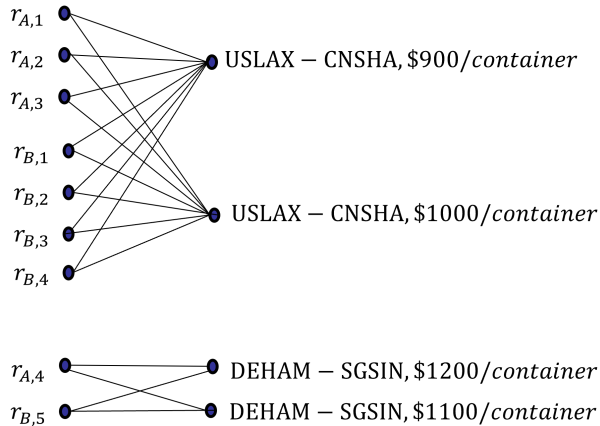 r_{A,1}
USLAX − CNSHA, $900/container
r_{A,2}
r_{A,3}
r_{B,1}
r_{B,2}
USLAX − CNSHA, $1000/container
r_{B,3}
r_{B,4}
r_{A,4}
DEHAM − SGSIN, $1200/container
r_{B,5}
DEHAM − SGSIN, $1100/container